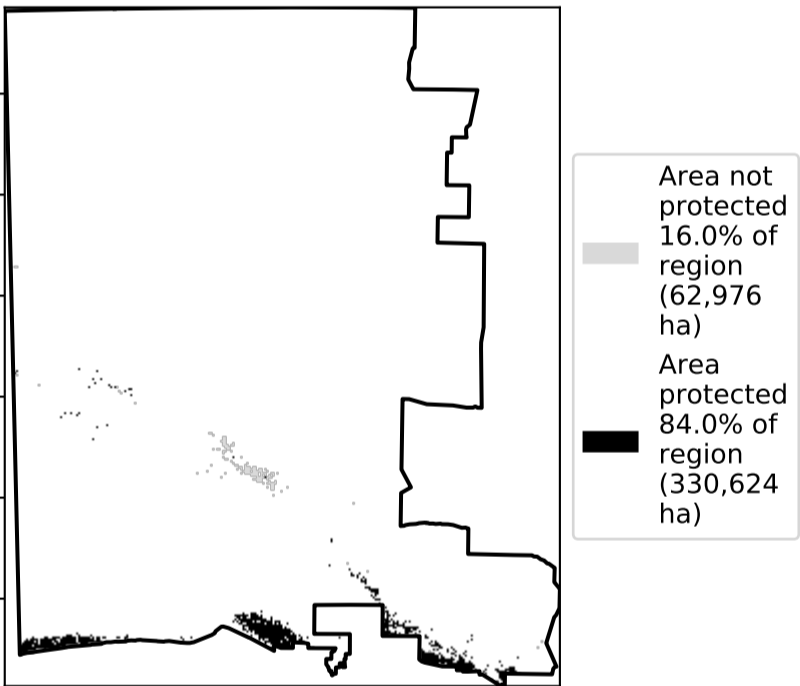 Area not
protected
16.0% of
region
(62,976
ha)
Area
protected
84.0% of
region
(330,624
ha)